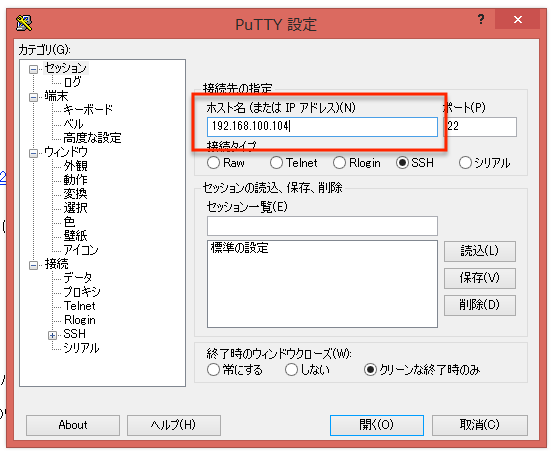 PuTTY 設定
カテゴリ(G):
セッション
ログ
端末
キーボード
ベル
高度な設定
ウィンドウ
外観
動作
変換
選択
色
壁紙
アイコン
接続
データ
プロキシ
Telnet
Rlogin
SSH
シリアル
接続先の指定
ホスト名 (または IP アドレス)(N)
ポート(P)
192.168.100.104
22
接続タイプ
Raw Telnet Rlogin SSH シリアル
セッションの読込、保存、削除
セッション一覧(E)
標準の設定
読込(L)
保存(V)
削除(D)
終了時のウィンドウクローズ(W):
常にする しない クリーンな終了時のみ
About ヘルプ(H) 開く(O) 取消(C)